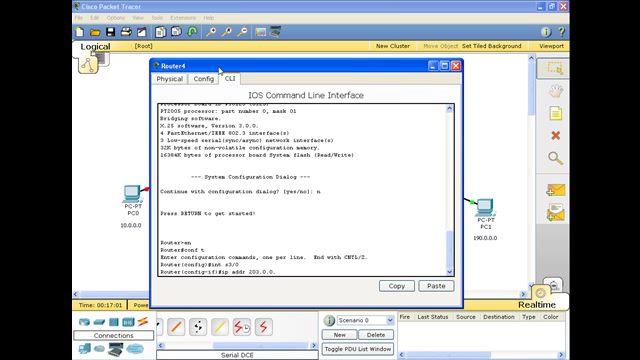 Cisco Packet Tracer
File Edit Options View Tools Extensions Help
Logical [Root] New Cluster Move Object Set Tiled Background Viewport
Router4
Physical Config CLI
IOS Command Line Interface
Processor board ID PT2005 (0123)
PT2005 processor: part number 0, mask 01
Bridging software.
X.25 software, Version 3.0.0.
4 FastEthernet/IEEE 802.3 interface(s)
3 Low-speed serial(sync/async) network interface(s)
32K bytes of non-volatile configuration memory.
16384K bytes of processor board System flash (Read/Write)
--- System Configuration Dialog ---
Continue with configuration dialog? [yes/no]: n
Press RETURN to get started!
Router>en
Router#conf t
Enter configuration commands, one per line. End with CNTL/Z.
Router(config)#int s3/0
Router(config-if)#ip addr 203.0.0.
Copy Paste
PC-PT
PC0
10.0.0.0
PC-PT
PC1
190.0.0.0
Time: 00:17:01 Realtime
Connections
Serial DCE
Scenario 0
New Delete
Toggle PDU List Window
Fire Last Status Source Destination Type Color